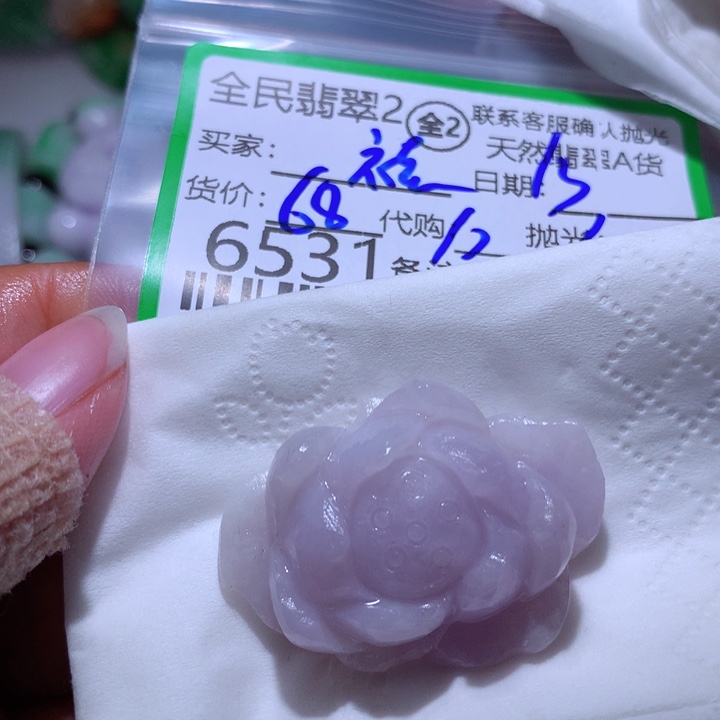 全民翡翠2 全2 联系客服确认抛光
天然翡翠A货
买家: 日期: 15
货价: 68 代购 12 抛光
6531